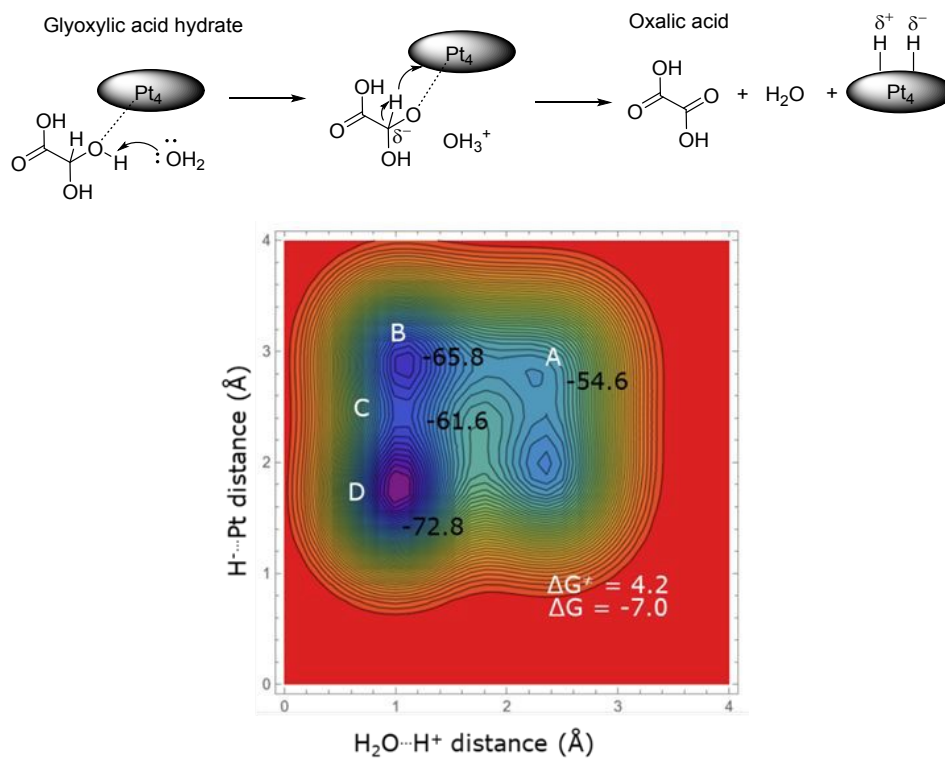 Glyoxylic acid hydrate
Oxalic acid
Pt₄
OH
O
H
O
H
OH
:OH₂
Pt₄
OH
O
H
O
δ⁻
OH
OH₃⁺
OH
O
O
OH
+ H₂O +
δ⁺ δ⁻
H H
Pt₄
4
3
2
1
0
B
-65.8
A
-54.6
C
-61.6
D
-72.8
ΔG≠ = 4.2
ΔG = -7.0
0 1 2 3 4
H⁻···Pt distance (Å)
H₂O···H⁺ distance (Å)